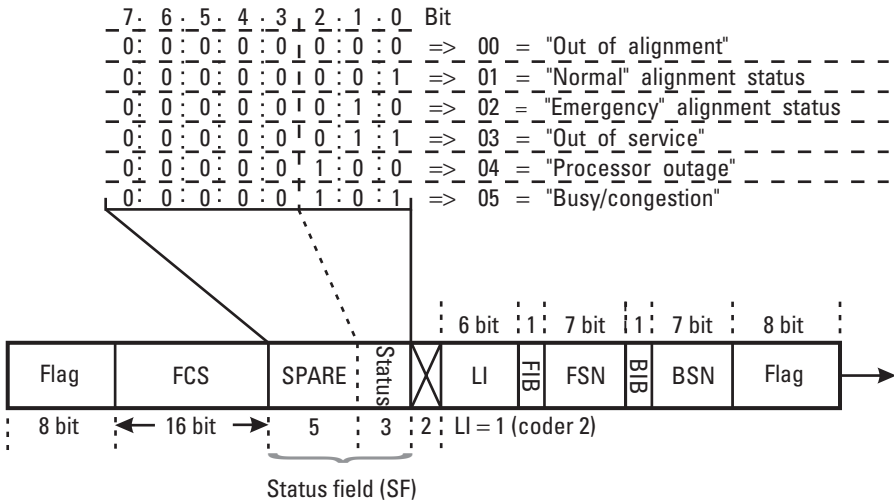 7 6 5 4 3 2 1 0 Bit
0 0 0 0 0 0 0 0 => 00 = "Out of alignment"
0 0 0 0 0 0 0 1 => 01 = "Normal" alignment status
0 0 0 0 0 0 1 0 => 02 = "Emergency" alignment status
0 0 0 0 0 0 1 1 => 03 = "Out of service"
0 0 0 0 0 1 0 0 => 04 = "Processor outage"
0 0 0 0 0 1 0 1 => 05 = "Busy/congestion"
6 bit 1 7 bit 1 7 bit 8 bit
Flag FCS SPARE Status LI FIB FSN BIB BSN Flag
8 bit 16 bit 5 3 2 LI = 1 (coder 2)
Status field (SF)